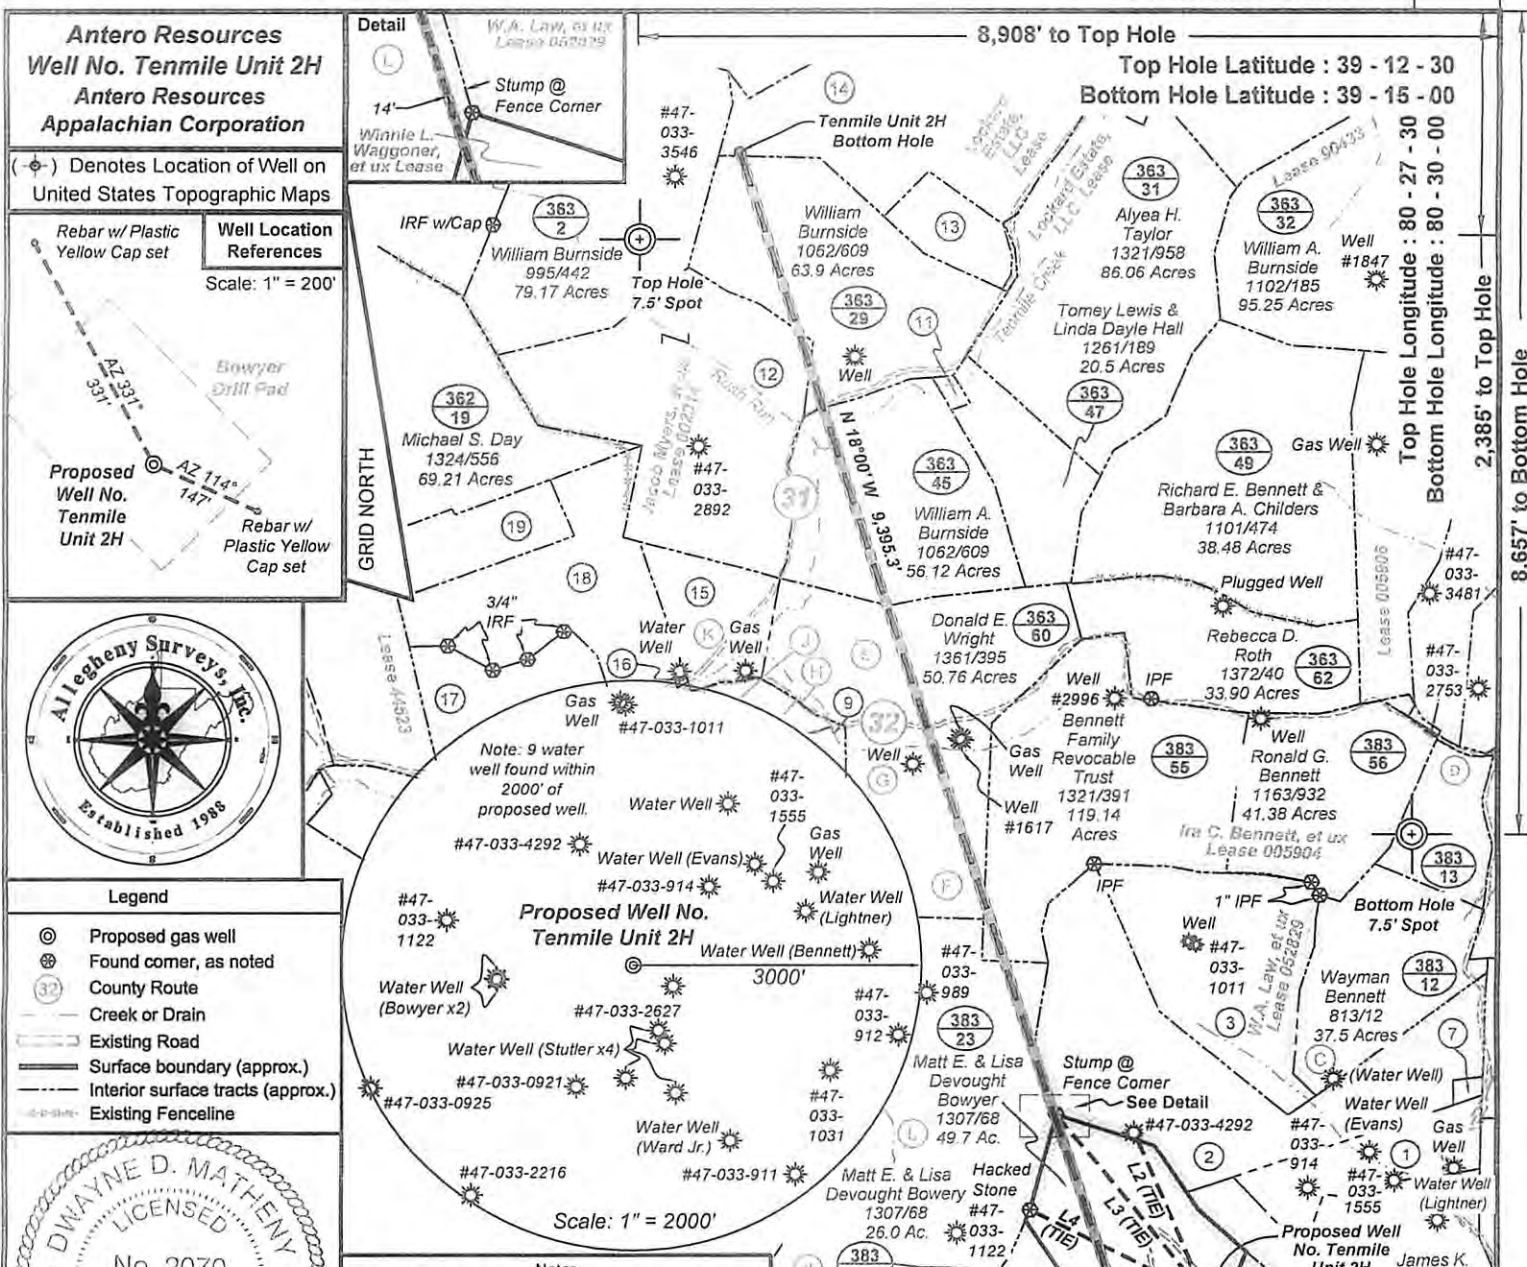 Antero Resources
Well No. Tenmile Unit 2H
Antero Resources
Appalachian Corporation
( ) Denotes Location of Well on
United States Topographic Maps
Rebar w/ Plastic
Yellow Cap set
Well Location
References
Scale: 1" = 200'
AZ 331°
331'
Bowyer
Drill Pad
Proposed
Well No.
Tenmile
Unit 2H
AZ 114°
147'
Rebar w/
Plastic Yellow
Cap set
GRID NORTH
Allegheny Surveys, Inc.
Established 1988
Legend
Proposed gas well
Found corner, as noted
32 County Route
Creek or Drain
Existing Road
Surface boundary (approx.)
Interior surface tracts (approx.)
Existing Fenceline
DWAYNE D. MATHENY
LICENSED
No. 2070
Detail
L
W.A. Law, et ux
Lease 052829
14'
Stump @
Fence Corner
Winnie L.
Waggoner,
et ux Lease
8,908' to Top Hole
Top Hole Latitude : 39 - 12 - 30
Bottom Hole Latitude : 39 - 15 - 00
Top Hole Longitude : 80 - 27 - 30
Bottom Hole Longitude : 80 - 30 - 00
2,385' to Top Hole
8,657' to Bottom Hole
#47-
033-
3546
14
Tenmile Unit 2H
Bottom Hole
Lockard
Estate,
LLC
Lease
Lockard Estate,
LLC Lease
Tenmile Creek
363
31
Alyea H.
Taylor
1321/958
86.06 Acres
Lease 90433
363
32
William A.
Burnside
1102/185
95.25 Acres
Well
#1847
IRF w/Cap
363
2
William Burnside
995/442
79.17 Acres
Top Hole
7.5' Spot
William
Burnside
1062/609
63.9 Acres
363
29
Well
13
11
12
Rush Run
Tomey Lewis &
Linda Dayle Hall
1261/189
20.5 Acres
363
47
362
19
Michael S. Day
1324/556
69.21 Acres
Lease 002314
#47-
033-
2892
31
N 18°00' W 9,395.3'
363
45
William A.
Burnside
1062/609
56.12 Acres
363
49
Gas Well
Richard E. Bennett &
Barbara A. Childers
1101/474
38.48 Acres
Lease 005906
#47-
033-
3481
19
18
15
3/4"
IRF
Lease 44523
17
16
Water
Well
K
Gas
Well
J
H
I
E
9
32
Donald E.
Wright
1361/395
50.76 Acres
363
60
Plugged Well
Rebecca D.
Roth
1372/40
33.90 Acres
363
62
#47-
033-
2753
Well
#2996
IPF
Gas
Well
#47-033-1011
Well
G
Gas
Well
Well
#1617
Bennett
Family
Revocable
Trust
1321/391
119.14
Acres
383
55
Well
Ronald G.
Bennett
1163/932
41.38 Acres
383
56
D
Ira C. Bennett, et ux
Lease 005904
Note: 9 water
well found within
2000' of
proposed well.
Water Well
#47-
033-
1555
#47-033-4292
Water Well (Evans)
Gas
Well
#47-033-914
Water Well
(Lightner)
#47-
033-
1122
Proposed Well No.
Tenmile Unit 2H
Water Well (Bennett)
3000'
Water Well
(Bowyer x2)
#47-033-2627
Water Well (Stutler x4)
#47-033-0921
#47-033-0925
Water Well
(Ward Jr.)
#47-
033-
1031
#47-033-911
#47-033-2216
Scale: 1" = 2000'
Notes
F
IPF
1" IPF
383
13
Bottom Hole
7.5' Spot
#47-
033-
989
#47-
033-
912
383
23
Matt E. & Lisa
Devought
Bowyer
1307/68
49.7 Ac.
L
Well
#47-
033-
1011
W.A. Law, et ux
Lease 052829
3
Wayman
Bennett
813/12
37.5 Acres
383
12
7
C
(Water Well)
Stump @
Fence Corner
See Detail
#47-033-4292
2
Water Well
(Evans)
#47-
033-
914
Gas
Well
1
#47-
033-
1555
Water Well
(Lightner)
Matt E. & Lisa
Devought Bowery
1307/68
26.0 Ac.
383
Hacked
Stone
#47-
033-
1122
L4
(TIE)
L3 (TIE)
L2 (TIE)
Proposed Well
No. Tenmile
Unit 2H
James K.